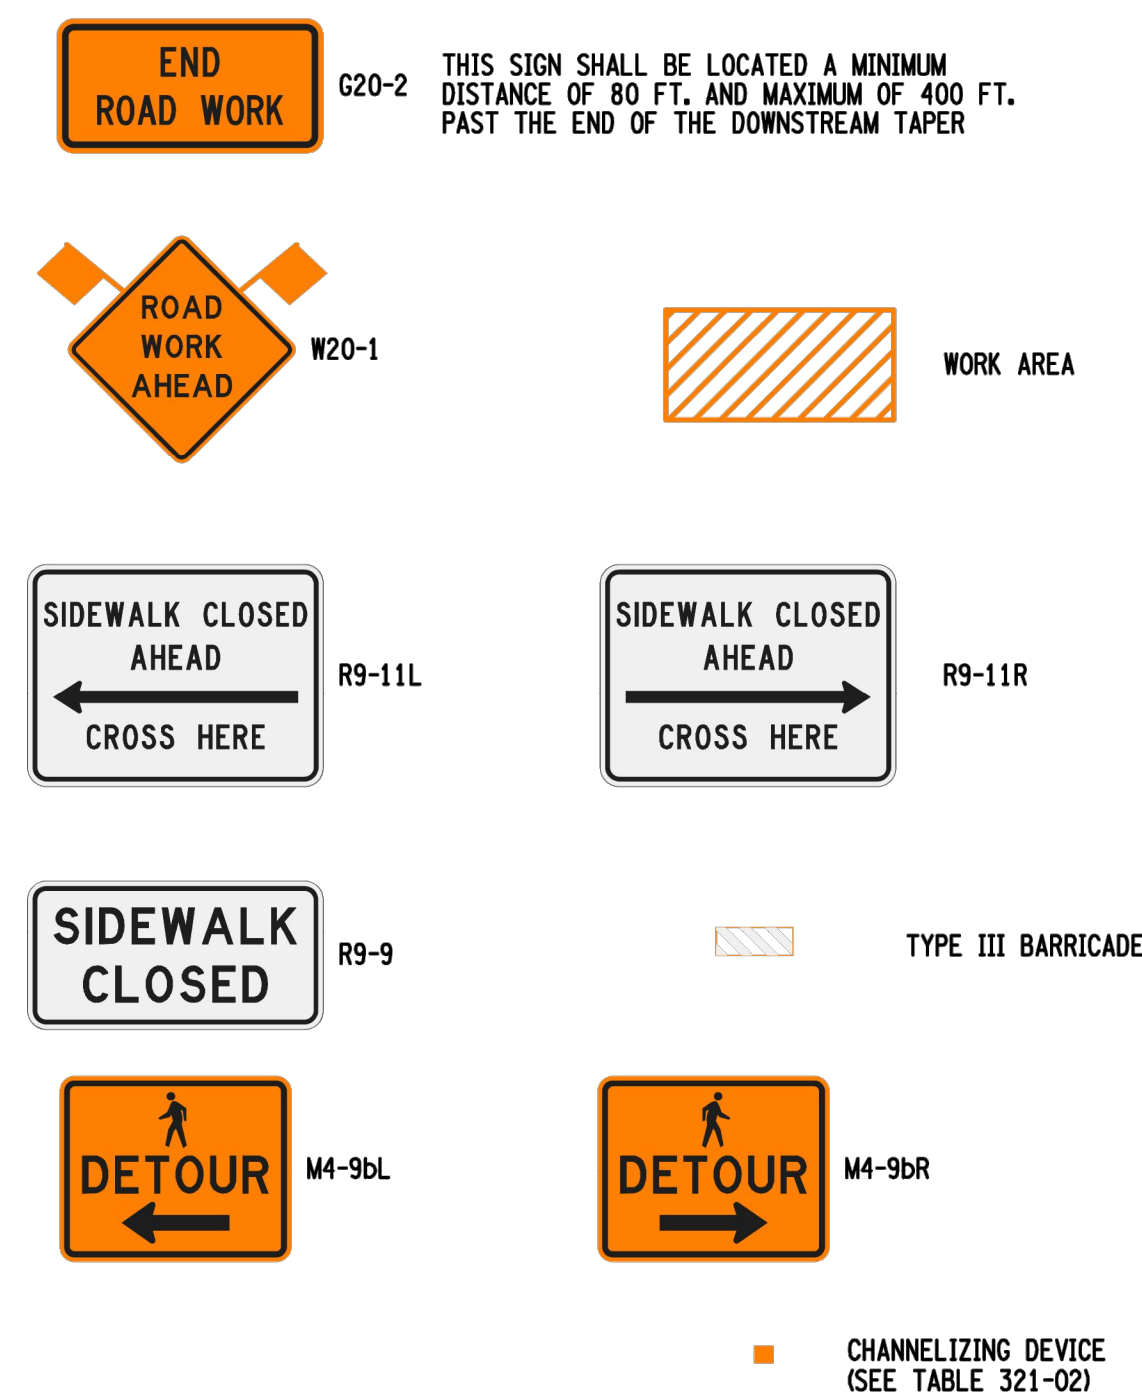 END
ROAD WORK
G20-2
THIS SIGN SHALL BE LOCATED A MINIMUM
DISTANCE OF 80 FT. AND MAXIMUM OF 400 FT.
PAST THE END OF THE DOWNSTREAM TAPER
ROAD
WORK
AHEAD
W20-1
WORK AREA
SIDEWALK CLOSED
AHEAD
CROSS HERE
R9-11L
SIDEWALK CLOSED
AHEAD
CROSS HERE
R9-11R
SIDEWALK
CLOSED
R9-9
TYPE III BARRICADE
DETOUR
M4-9bL
DETOUR
M4-9bR
CHANNELIZING DEVICE
(SEE TABLE 321-02)